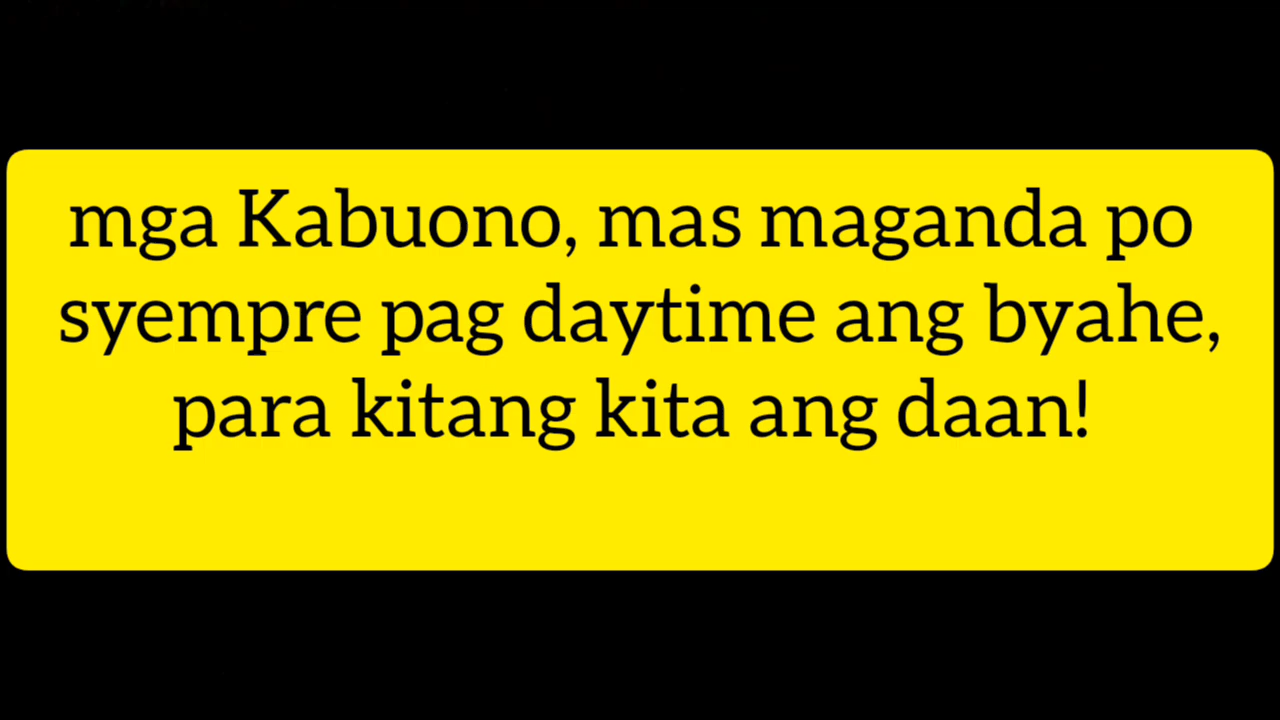 mga Kabuono, mas maganda po
syempre pag daytime ang byahe,
para kitang kita ang daan!